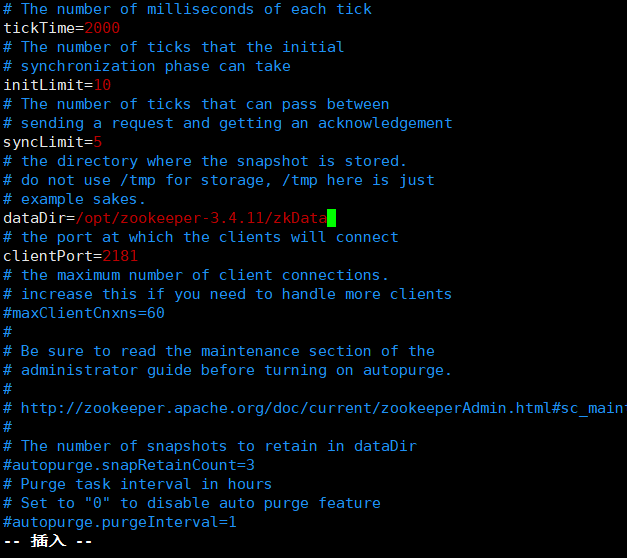 # The number of milliseconds of each tick
tickTime=2000
# The number of ticks that the initial
# synchronization phase can take
initLimit=10
# The number of ticks that can pass between
# sending a request and getting an acknowledgement
syncLimit=5
# the directory where the snapshot is stored.
# do not use /tmp for storage, /tmp here is just
# example sakes.
dataDir=/opt/zookeeper-3.4.11/zkData
# the port at which the clients will connect
clientPort=2181
# the maximum number of client connections.
# increase this if you need to handle more clients
#maxClientCnxns=60
#
# Be sure to read the maintenance section of the
# administrator guide before turning on autopurge.
#
# http://zookeeper.apache.org/doc/current/zookeeperAdmin.html#sc_maint
#
# The number of snapshots to retain in dataDir
#autopurge.snapRetainCount=3
# Purge task interval in hours
# Set to "0" to disable auto purge feature
#autopurge.purgeInterval=1
-- 插入 --